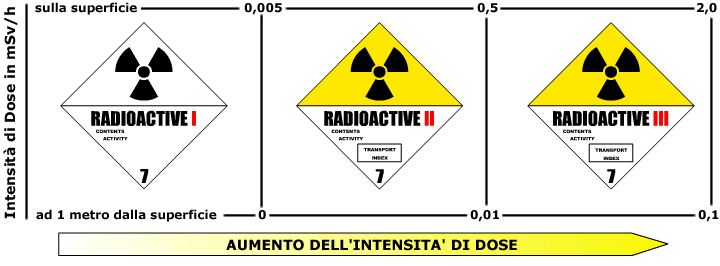 Intensità di Dose in mSv/h
sulla superficie 0,005 0,5 2,0
RADIOACTIVE I
CONTENTS
ACTIVITY
7
RADIOACTIVE II
CONTENTS
ACTIVITY
TRANSPORT
INDEX
7
RADIOACTIVE III
CONTENTS
ACTIVITY
TRANSPORT
INDEX
7
ad 1 metro dalla superficie 0 0,01 0,1
AUMENTO DELL'INTENSITA' DI DOSE